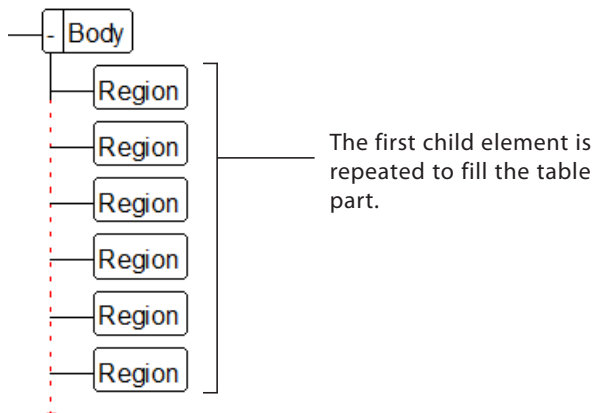 - Body
Region
Region
The first child element is
repeated to fill the table
part.
Region
Region
Region
Region